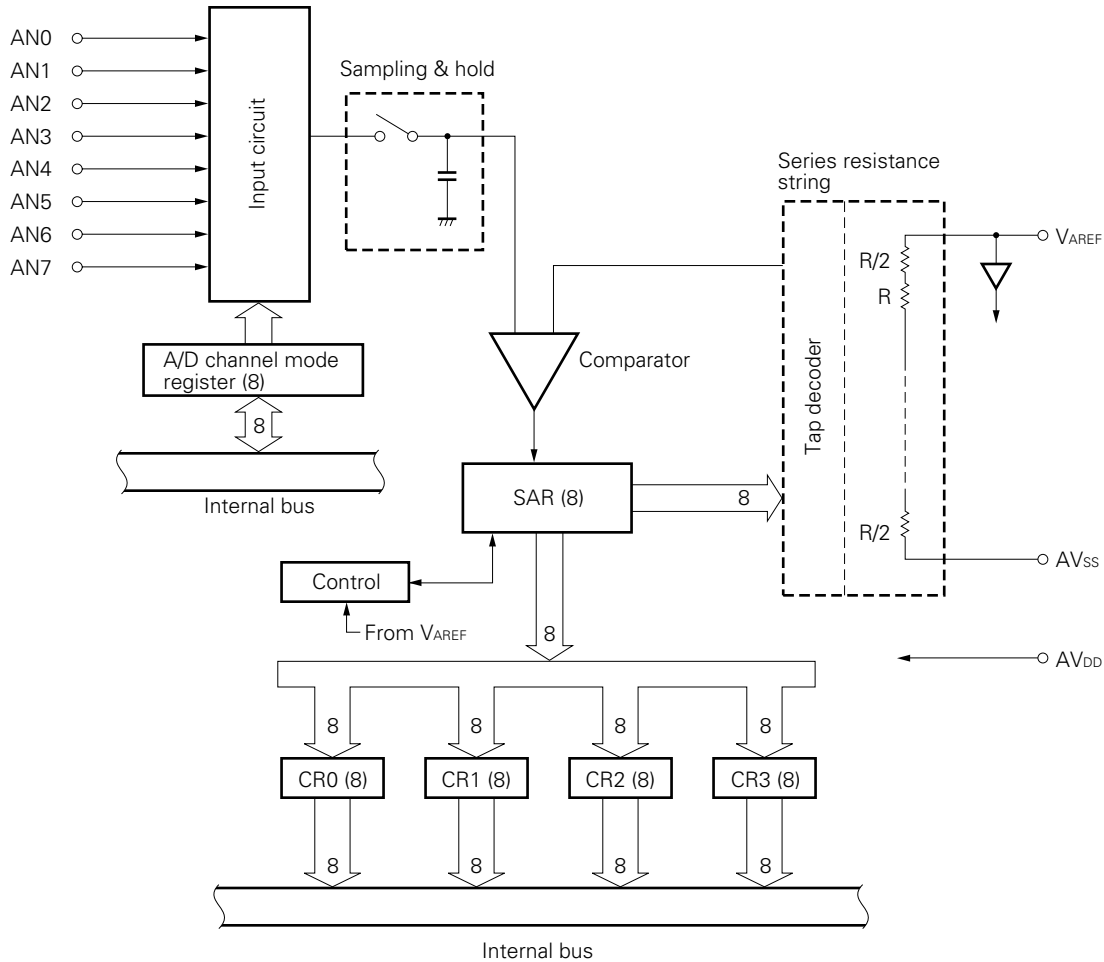 AN0
AN1
AN2
AN3
AN4
AN5
AN6
AN7
Input circuit
Sampling & hold
Series resistance
string
Tap decoder
R/2
R
R/2
VAREF
AVSS
AVDD
Comparator
A/D channel mode
register (8)
8
Internal bus
SAR (8)
8
Control
From VAREF
8
8
8
8
8
CR0 (8)
CR1 (8)
CR2 (8)
CR3 (8)
8
8
8
8
Internal bus